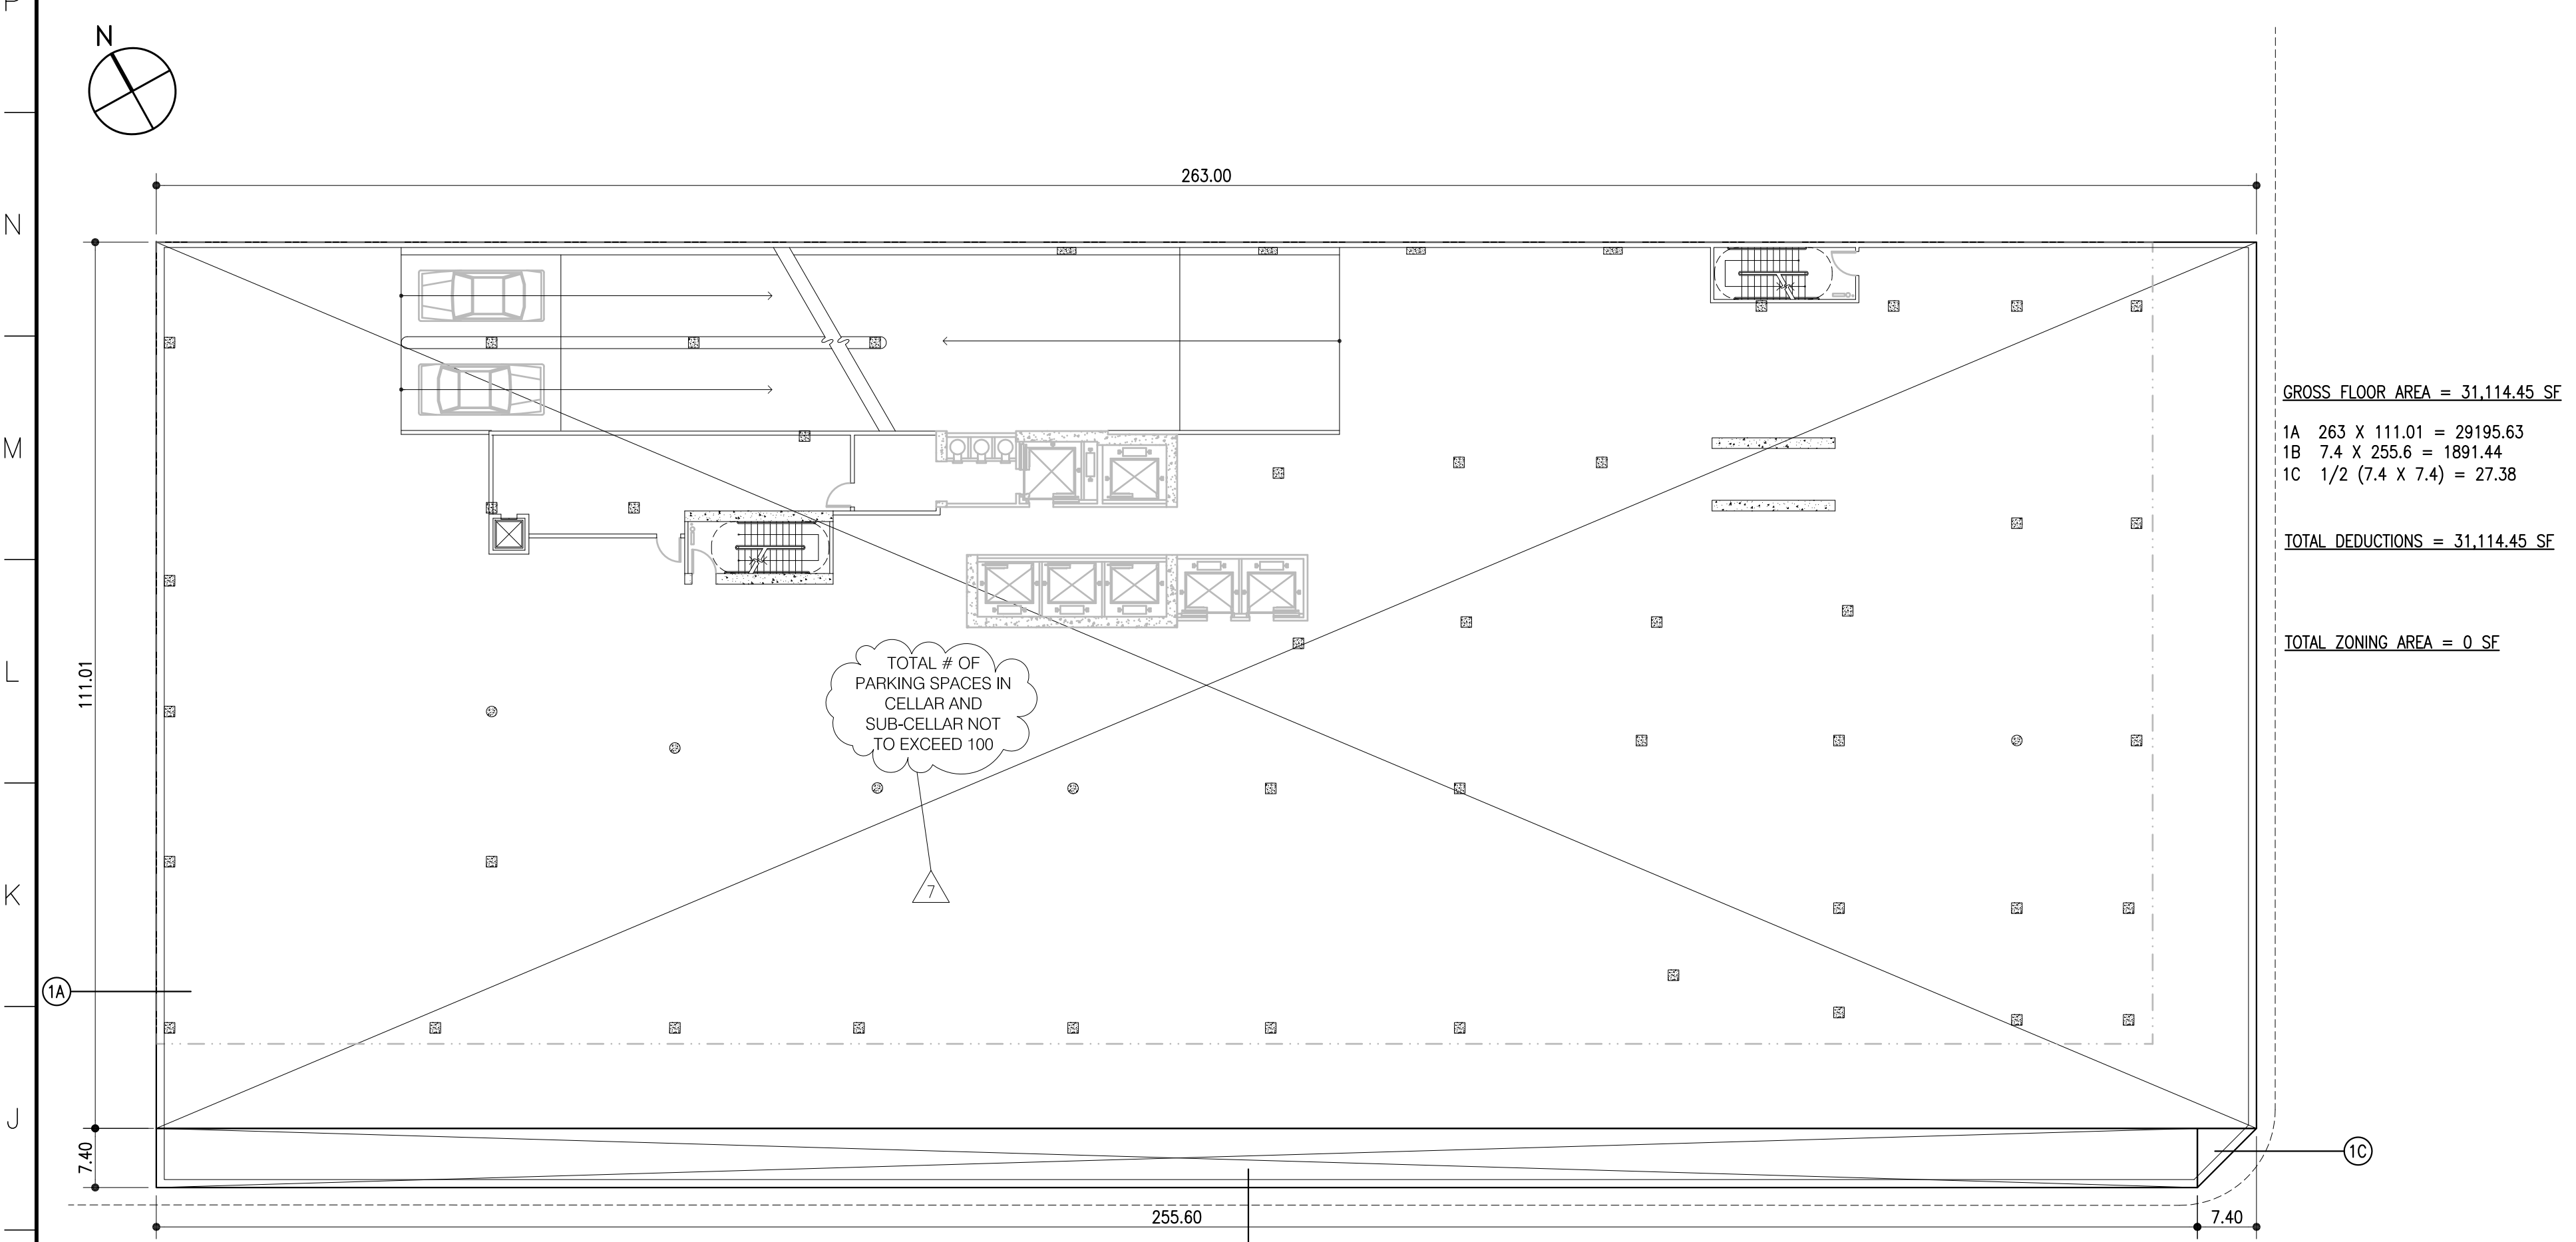 P
N
263.00
N
GROSS FLOOR AREA = 31,114.45 SF
1A 263 X 111.01 = 29195.63
1B 7.4 X 255.6 = 1891.44
1C 1/2 (7.4 X 7.4) = 27.38
M
TOTAL DEDUCTIONS = 31,114.45 SF
TOTAL ZONING AREA = 0 SF
L
111.01
TOTAL # OF
PARKING SPACES IN
CELLAR AND
SUB-CELLAR NOT
TO EXCEED 100
7
K
1A
J
7.40
1C
255.60
7.40